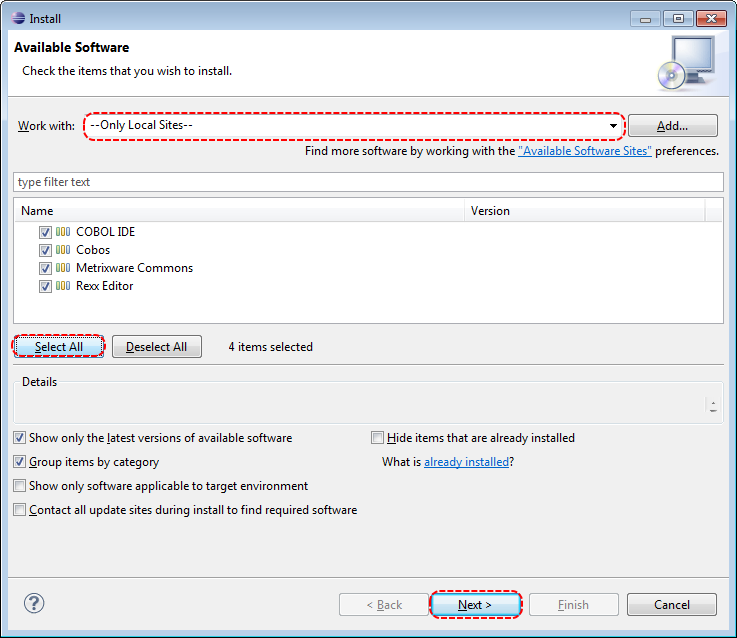 Install
Available Software
Check the items that you wish to install.
Work with: --Only Local Sites-- Add...
Find more software by working with the "Available Software Sites" preferences.
type filter text
Name Version
COBOL IDE
Cobos
Metrixware Commons
Rexx Editor
Select All Deselect All 4 items selected
Details
Show only the latest versions of available software Hide items that are already installed
Group items by category What is already installed?
Show only software applicable to target environment
Contact all update sites during install to find required software
? < Back Next > Finish Cancel